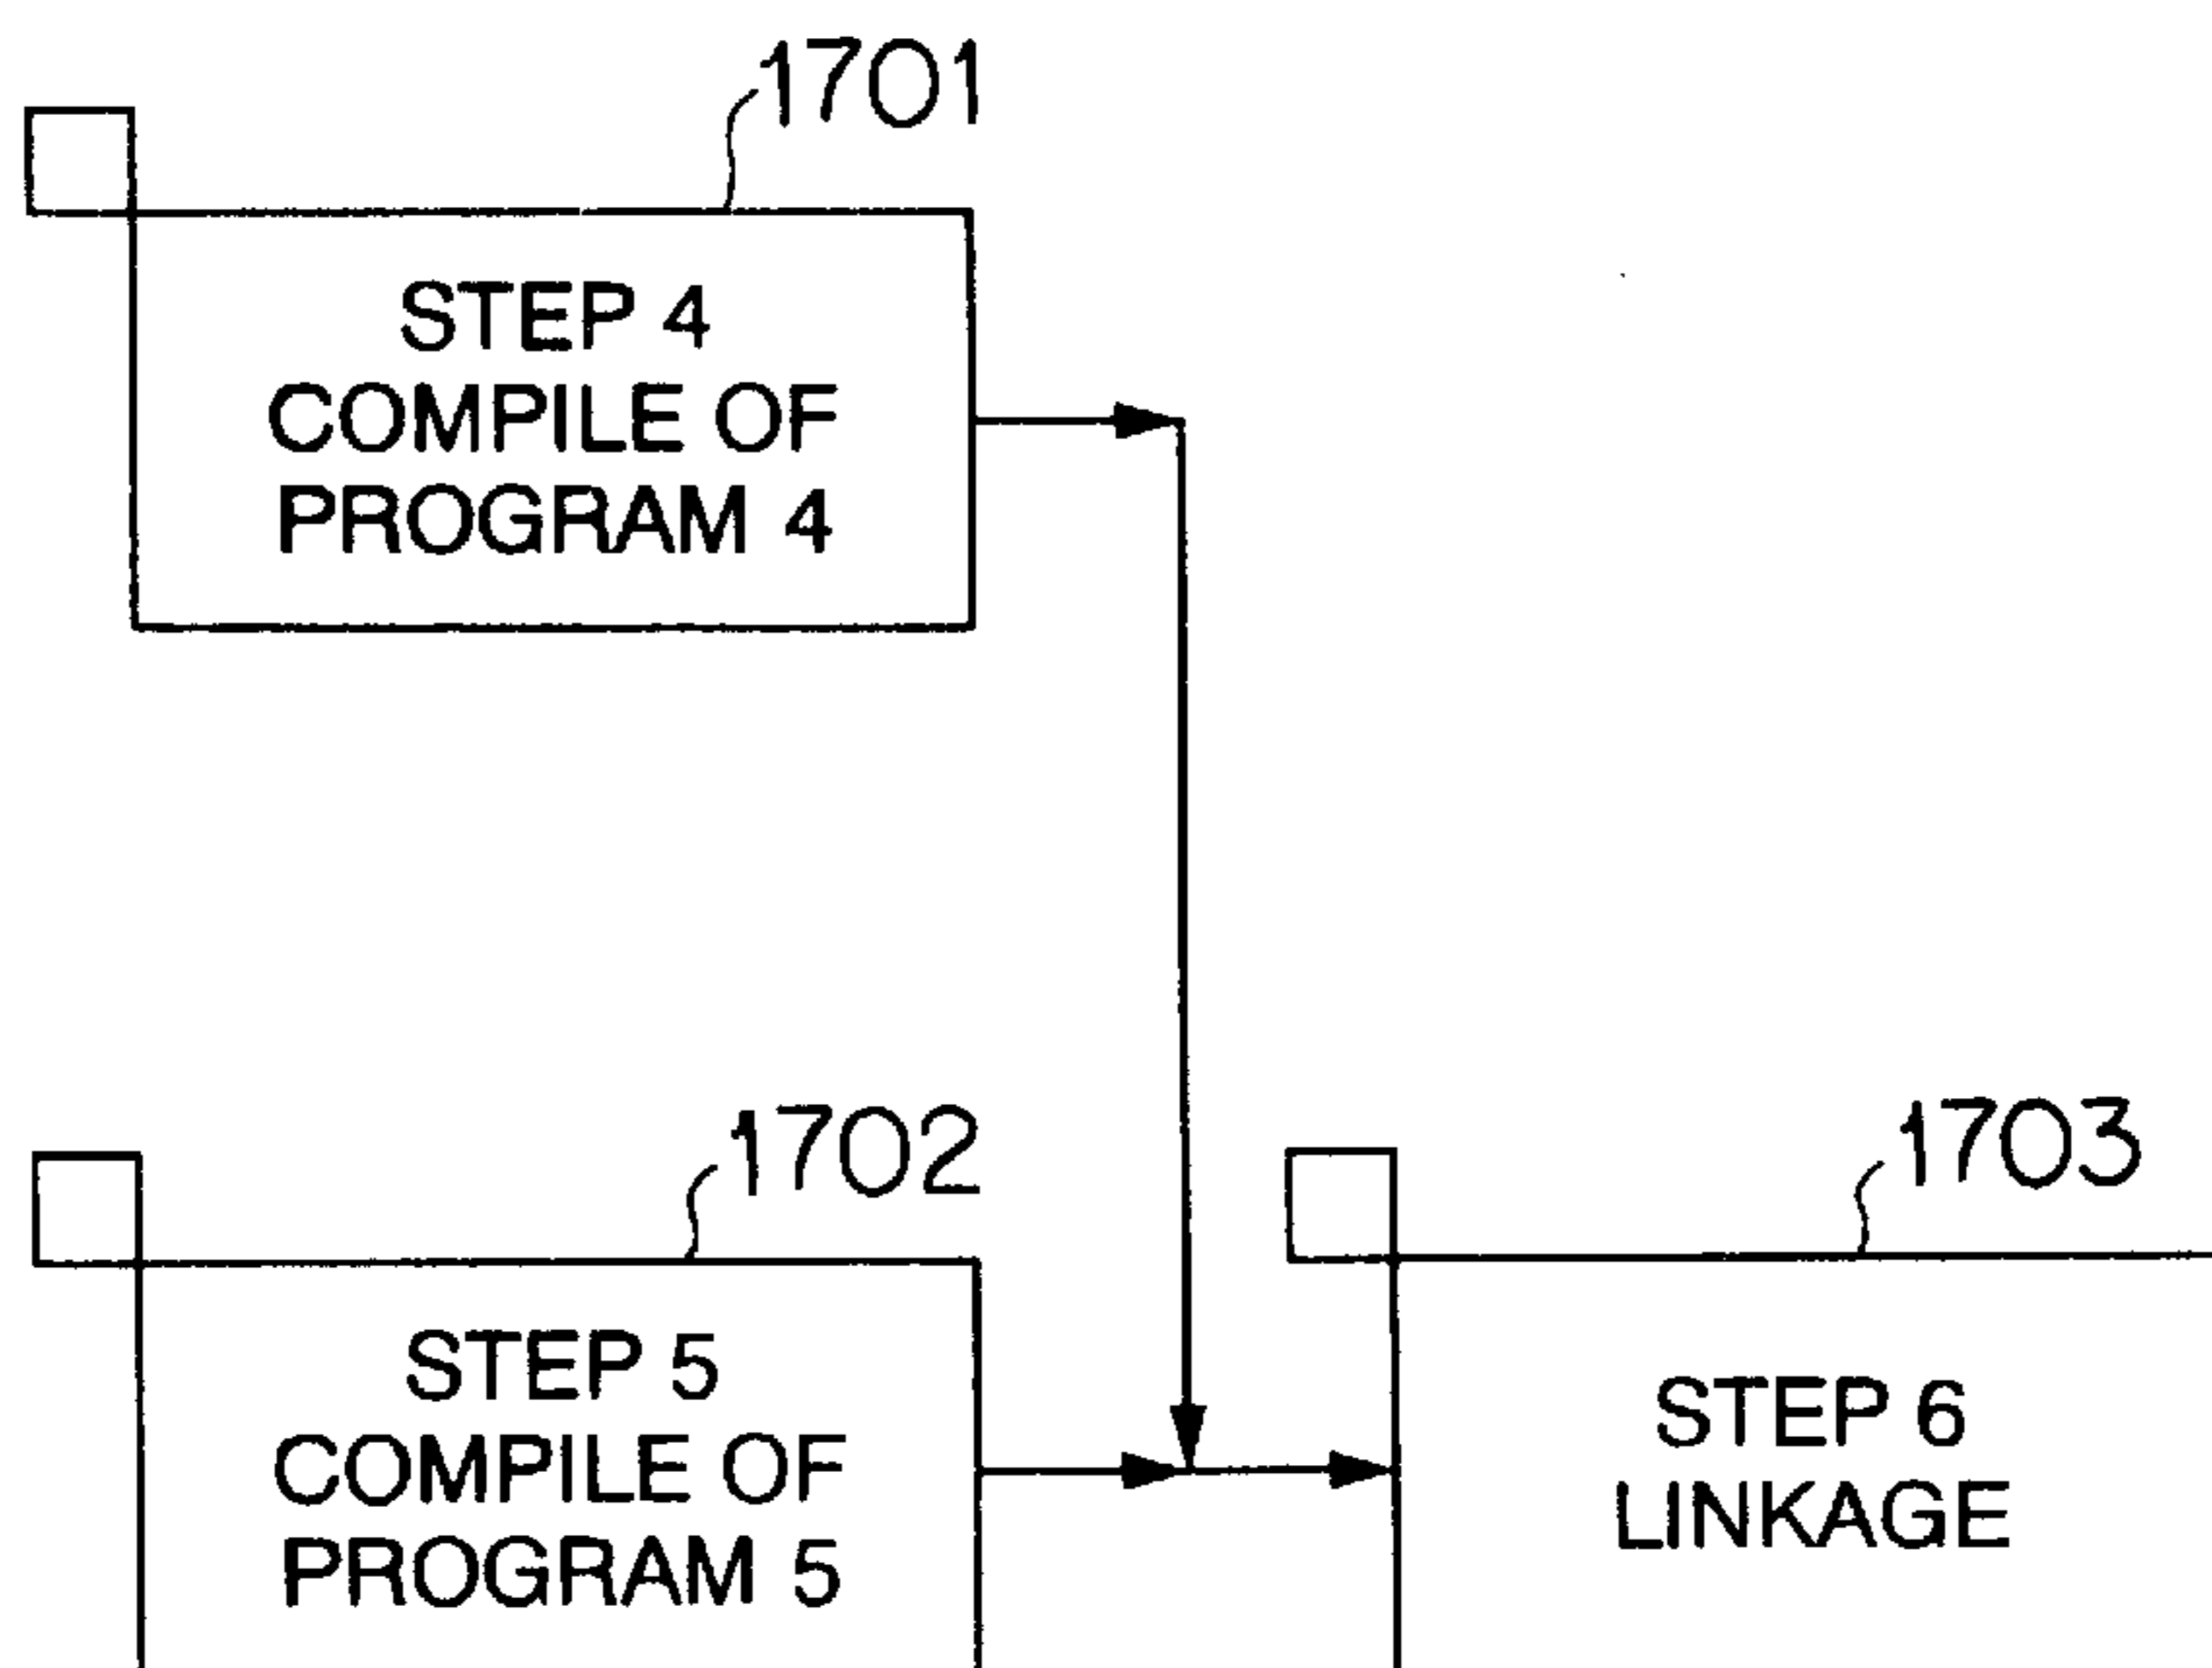 1701
STEP 4
COMPILE OF
PROGRAM 4
1702
STEP 5
COMPILE OF
PROGRAM 5
1703
STEP 6
LINKAGE